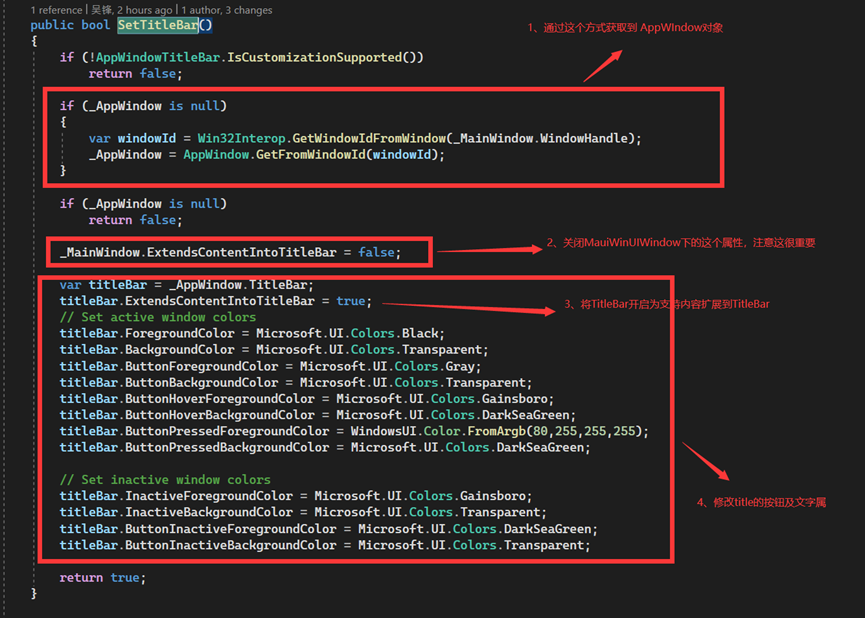 1 reference | 吴锋, 2 hours ago | 1 author, 3 changes
public bool SetTitleBar()
1、通过这个方式获取到 AppWIndow对象
{
if (!AppWindowTitleBar.IsCustomizationSupported())
return false;
if (_AppWindow is null)
{
var windowId = Win32Interop.GetWindowIdFromWindow(_MainWindow.WindowHandle);
_AppWindow = AppWindow.GetFromWindowId(windowId);
}
if (_AppWindow is null)
return false;
_MainWindow.ExtendsContentIntoTitleBar = false;
2、关闭MauiWinUIWindow下的这个属性，注意这很重要
var titleBar = _AppWindow.TitleBar;
titleBar.ExtendsContentIntoTitleBar = true;
3、将TitleBar开启为支持内容扩展到TitleBar
// Set active window colors
titleBar.ForegroundColor = Microsoft.UI.Colors.Black;
titleBar.BackgroundColor = Microsoft.UI.Colors.Transparent;
titleBar.ButtonForegroundColor = Microsoft.UI.Colors.Gray;
titleBar.ButtonBackgroundColor = Microsoft.UI.Colors.Transparent;
titleBar.ButtonHoverForegroundColor = Microsoft.UI.Colors.Gainsboro;
titleBar.ButtonHoverBackgroundColor = Microsoft.UI.Colors.DarkSeaGreen;
titleBar.ButtonPressedForegroundColor = WindowsUI.Color.FromArgb(80,255,255,255);
titleBar.ButtonPressedBackgroundColor = Microsoft.UI.Colors.DarkSeaGreen;
// Set inactive window colors
titleBar.InactiveForegroundColor = Microsoft.UI.Colors.Gainsboro;
4、修改title的按钮及文字属
titleBar.InactiveBackgroundColor = Microsoft.UI.Colors.Transparent;
titleBar.ButtonInactiveForegroundColor = Microsoft.UI.Colors.DarkSeaGreen;
titleBar.ButtonInactiveBackgroundColor = Microsoft.UI.Colors.Transparent;
return true;
}